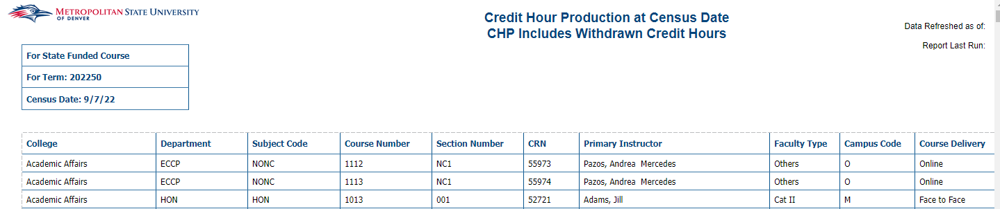 METROPOLITAN STATE UNIVERSITY
OF DENVER
Credit Hour Production at Census Date
CHP Includes Withdrawn Credit Hours
Data Refreshed as of:
Report Last Run:
For State Funded Course
For Term: 202250
Census Date: 9/7/22
College Department Subject Code Course Number Section Number CRN Primary Instructor Faculty Type Campus Code Course Delivery
Academic Affairs ECCP NONC 1112 NC1 55973 Pazos, Andrea Mercedes Others O Online
Academic Affairs ECCP NONC 1113 NC1 55974 Pazos, Andrea Mercedes Others O Online
Academic Affairs HON HON 1013 001 52721 Adams, Jill Cat II M Face to Face